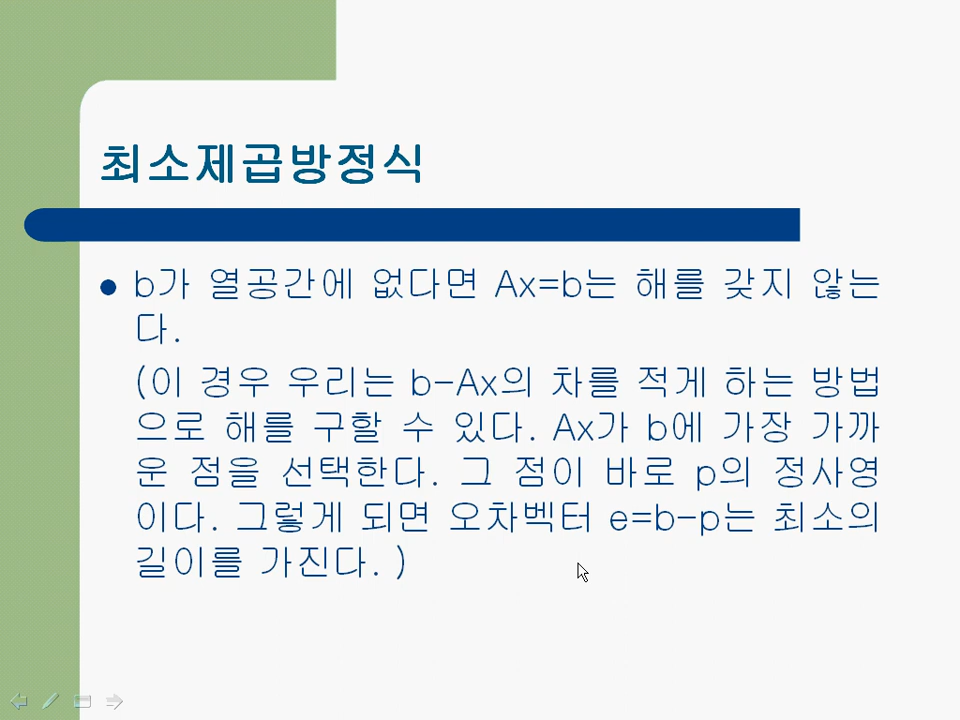 최소제곱방정식
b가 열공간에 없다면 Ax=b는 해를 갖지 않는
다.
(이 경우 우리는 b-Ax의 차를 적게 하는 방법
으로 해를 구할 수 있다. Ax가 b에 가장 가까
운 점을 선택한다. 그 점이 바로 p의 정사영
이다. 그렇게 되면 오차벡터 e=b-p는 최소의
길이를 가진다. )